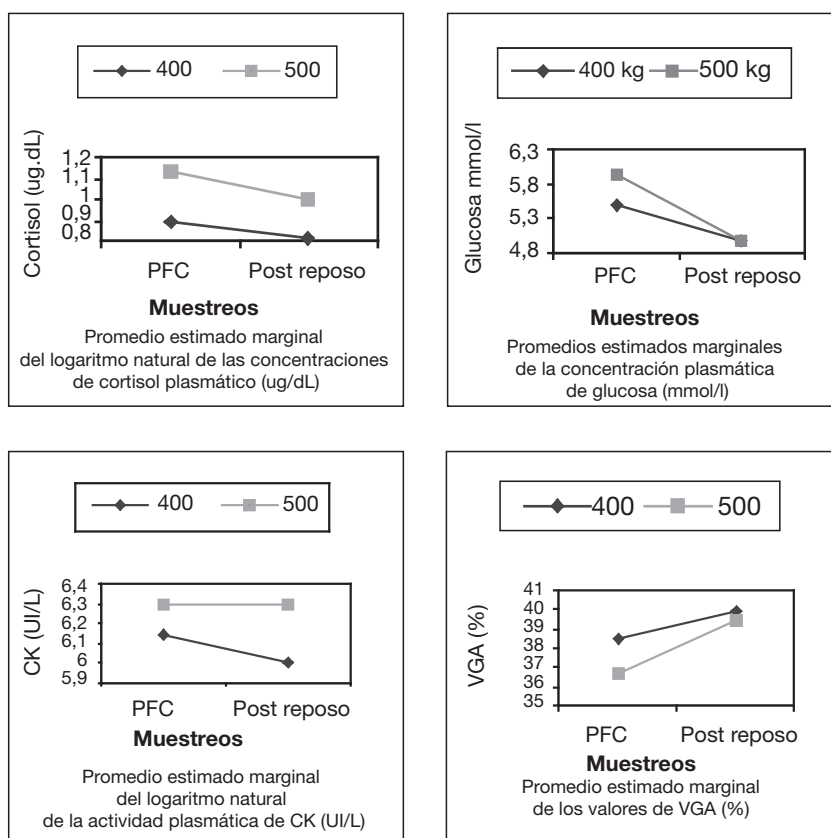 400 500
Cortisol (ug.dL)
1,2
1,1
1
0,9
0,8
PFC Post reposo
Muestreos
Promedio estimado marginal
del logaritmo natural de las concentraciones
de cortisol plasmático (ug/dL)
400 kg 500 kg
Glucosa mmol/l
6,3
5,8
5,3
4,8
PFC Post reposo
Muestreos
Promedios estimados marginales
de la concentración plasmática
de glucosa (mmol/l)
400 500
CK (UI/L)
6,4
6,3
6,2
6,1
6
5,9
PFC Post reposo
Muestreos
Promedio estimado marginal
del logaritmo natural
de la actividad plasmática de CK (UI/L)
400 500
VGA (%)
41
40
39
38
37
36
35
PFC Post reposo
Muestreos
Promedio estimado marginal
de los valores de VGA (%)